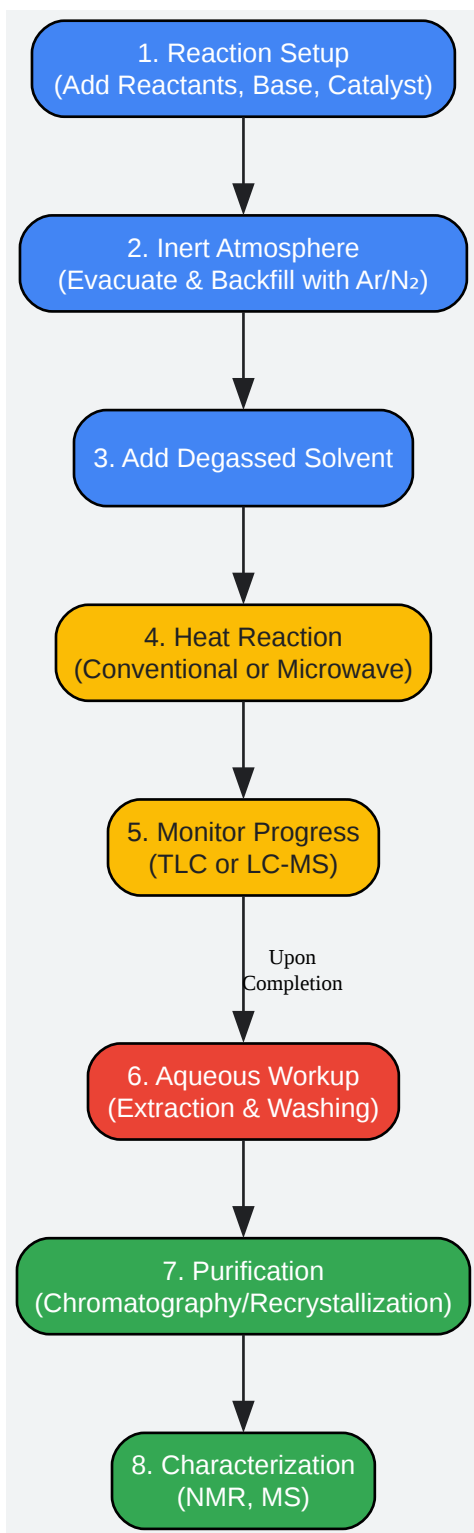 1. Reaction Setup
(Add Reactants, Base, Catalyst)
2. Inert Atmosphere
(Evacuate & Backfill with Ar/N₂)
3. Add Degassed Solvent
4. Heat Reaction
(Conventional or Microwave)
5. Monitor Progress
(TLC or LC-MS)
Upon
Completion
6. Aqueous Workup
(Extraction & Washing)
7. Purification
(Chromatography/Recrystallization)
8. Characterization
(NMR, MS)